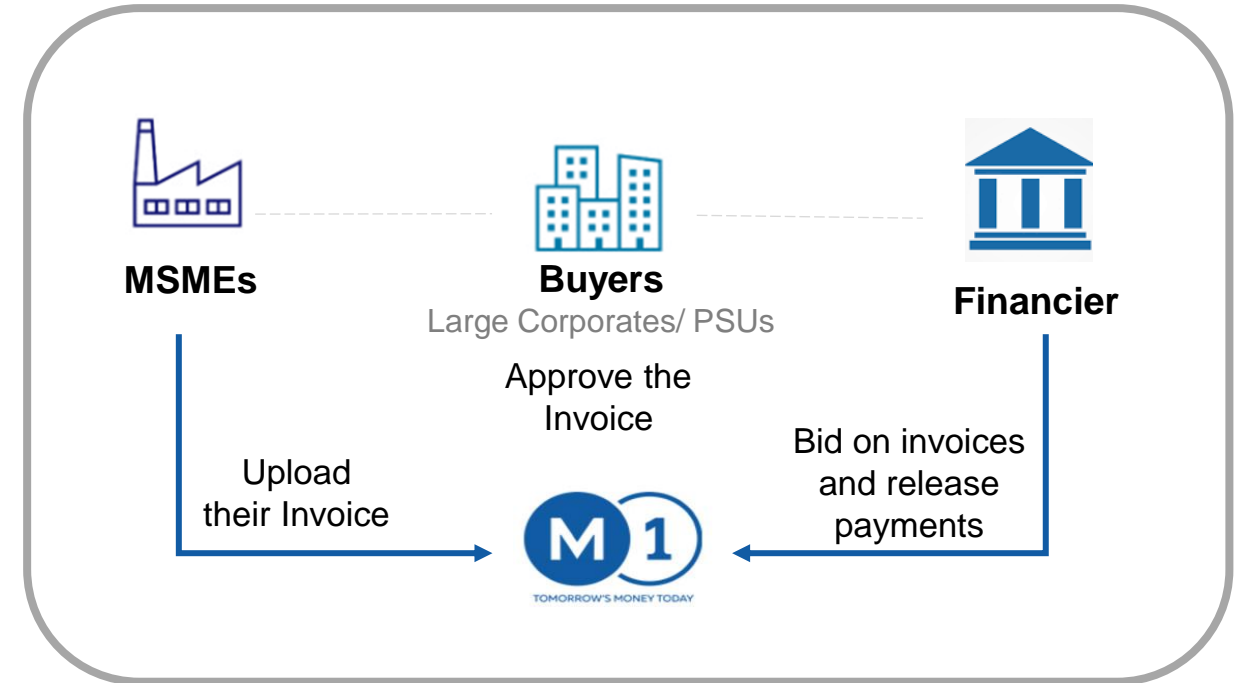 MSMEs
Buyers
Large Corporates/ PSUs
Financier
Approve the
Invoice
Upload
their Invoice
Bid on invoices
and release
payments
M 1
TOMORROW'S MONEY TODAY